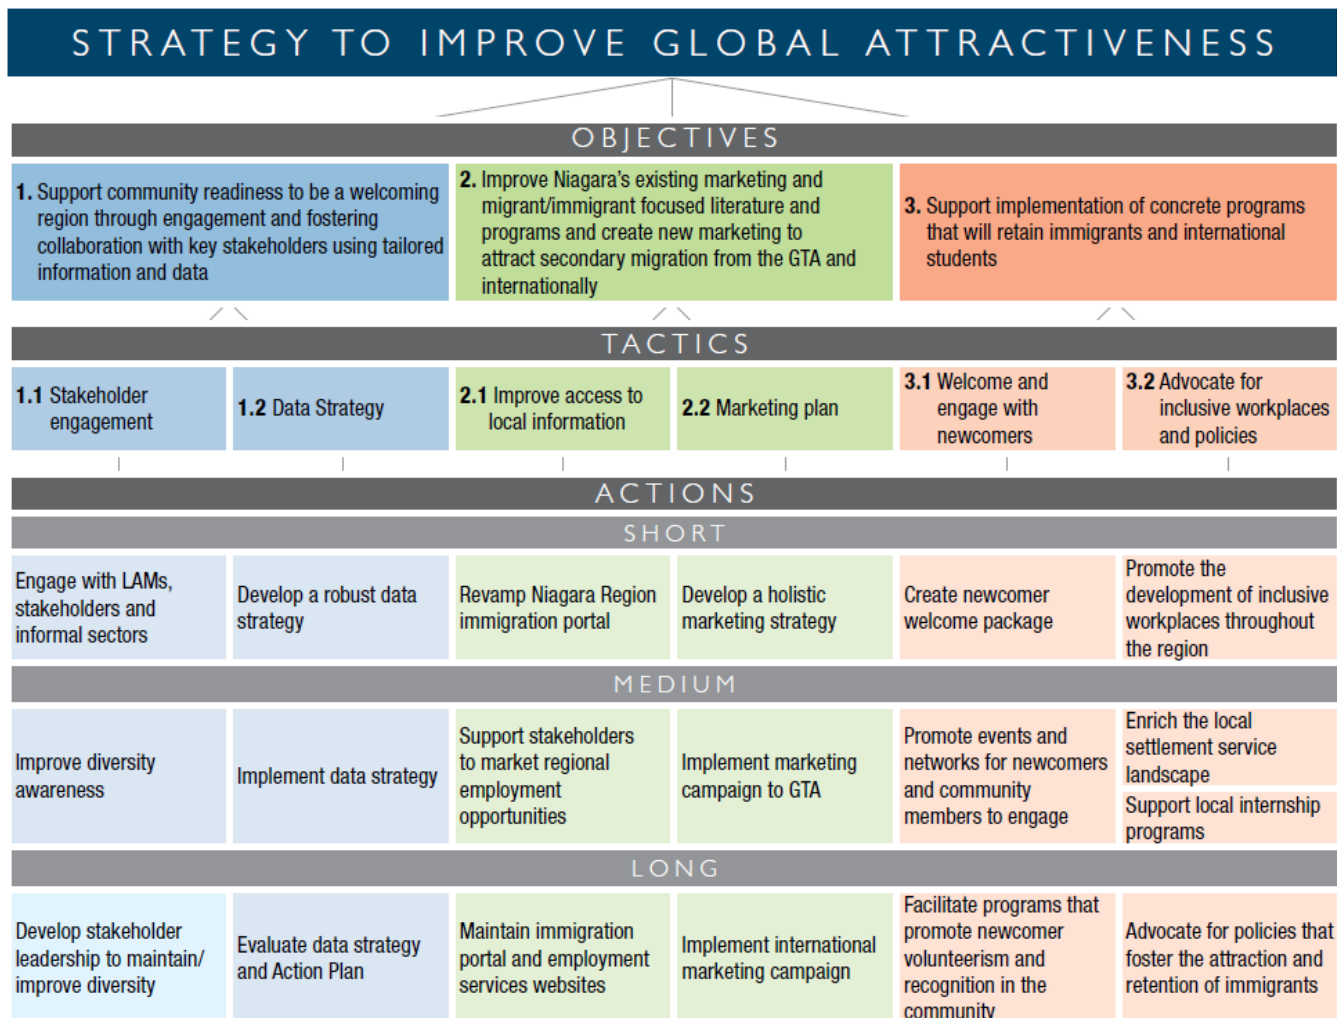 STRATEGY TO IMPROVE GLOBAL ATTRACTIVENESS
OBJECTIVES
1. Support community readiness to be a welcoming
region through engagement and fostering
collaboration with key stakeholders using tailored
information and data
2. Improve Niagara's existing marketing and
migrant/immigrant focused literature and
programs and create new marketing to
attract secondary migration from the GTA and
internationally
3. Support implementation of concrete programs
that will retain immigrants and international
students
TACTICS
1.1 Stakeholder
engagement
1.2 Data Strategy
2.1 Improve access to
local information
2.2 Marketing plan
3.1 Welcome and
engage with
newcomers
3.2 Advocate for
inclusive workplaces
and policies
ACTIONS
SHORT
Engage with LAMs,
stakeholders and
informal sectors
Develop a robust data
strategy
Revamp Niagara Region
immigration portal
Develop a holistic
marketing strategy
Create newcomer
welcome package
Promote the
development of inclusive
workplaces throughout
the region
MEDIUM
Improve diversity
awareness
Implement data strategy
Support stakeholders
to market regional
employment
opportunities
Implement marketing
campaign to GTA
Promote events and
networks for newcomers
and community
members to engage
Enrich the local
settlement service
landscape
Support local internship
programs
LONG
Develop stakeholder
leadership to maintain/
improve diversity
Evaluate data strategy
and Action Plan
Maintain immigration
portal and employment
services websites
Implement international
marketing campaign
Facilitate programs that
promote newcomer
volunteerism and
recognition in the
community
Advocate for policies that
foster the attraction and
retention of immigrants